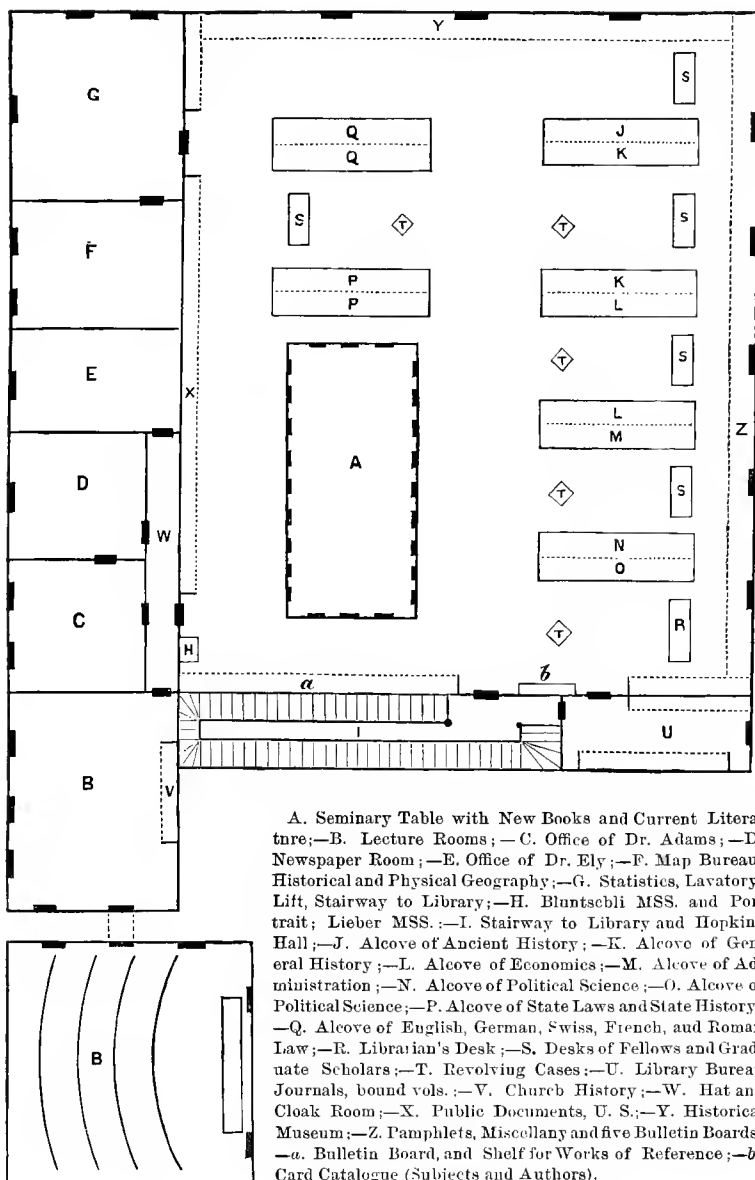 Y
G
S
Q
Q
J
K
S
T
T
S
F
P
P
K
L
E
X
T
S
A
L
M
Z
D
W
T
S
N
O
C
H
T
R
a
b
I
U
B
V
A. Seminary Table with New Books and Current Litera
ture;—B. Lecture Rooms;—C. Office of Dr. Adams;—D
Newspaper Room;—E. Office of Dr. Ely;—F. Map Bureau
Historical and Physical Geography;—G. Statistics, Lavatory
Lift, Stairway to Library;—H. Bluntschli MSS. and Por
trait; Lieber MSS.:—I. Stairway to Library and Hopkin
Hall;—J. Alcove of Ancient History;—K. Alcove of Gen
eral History;—L. Alcove of Economics;—M. Alcove of Ad
ministration;—N. Alcove of Political Science;—O. Alcove o
Political Science;—P. Alcove of State Laws and State History
—Q. Alcove of English, German, Swiss, French, and Roma
Law;—R. Librarian's Desk;—S. Desks of Fellows and Grad
uate Scholars;—T. Revolving Cases;—U. Library Burea
Journals, bound vols.:—V. Church History;—W. Hat an
Cloak Room;—X. Public Documents, U. S.;—Y. Historica
Museum;—Z. Pamphlets, Miscellany and five Bulletin Boards
—a. Bulletin Board, and Shelf for Works of Reference;—b
Card Catalogue (Subjects and Authors).
B